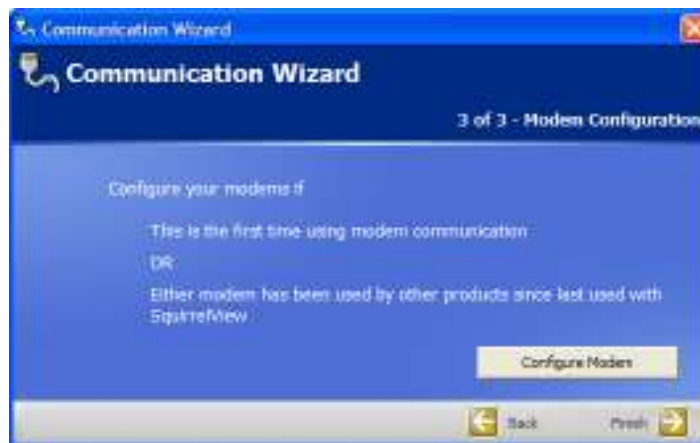 Communication Wizard
Communication Wizard
3 of 3 - Modem Configuration
Configure your modems if
This is the first time using modem communication
OR
Either modem has been used by other products since last used with
SquirrelView
Configure Modem
Back
Finish